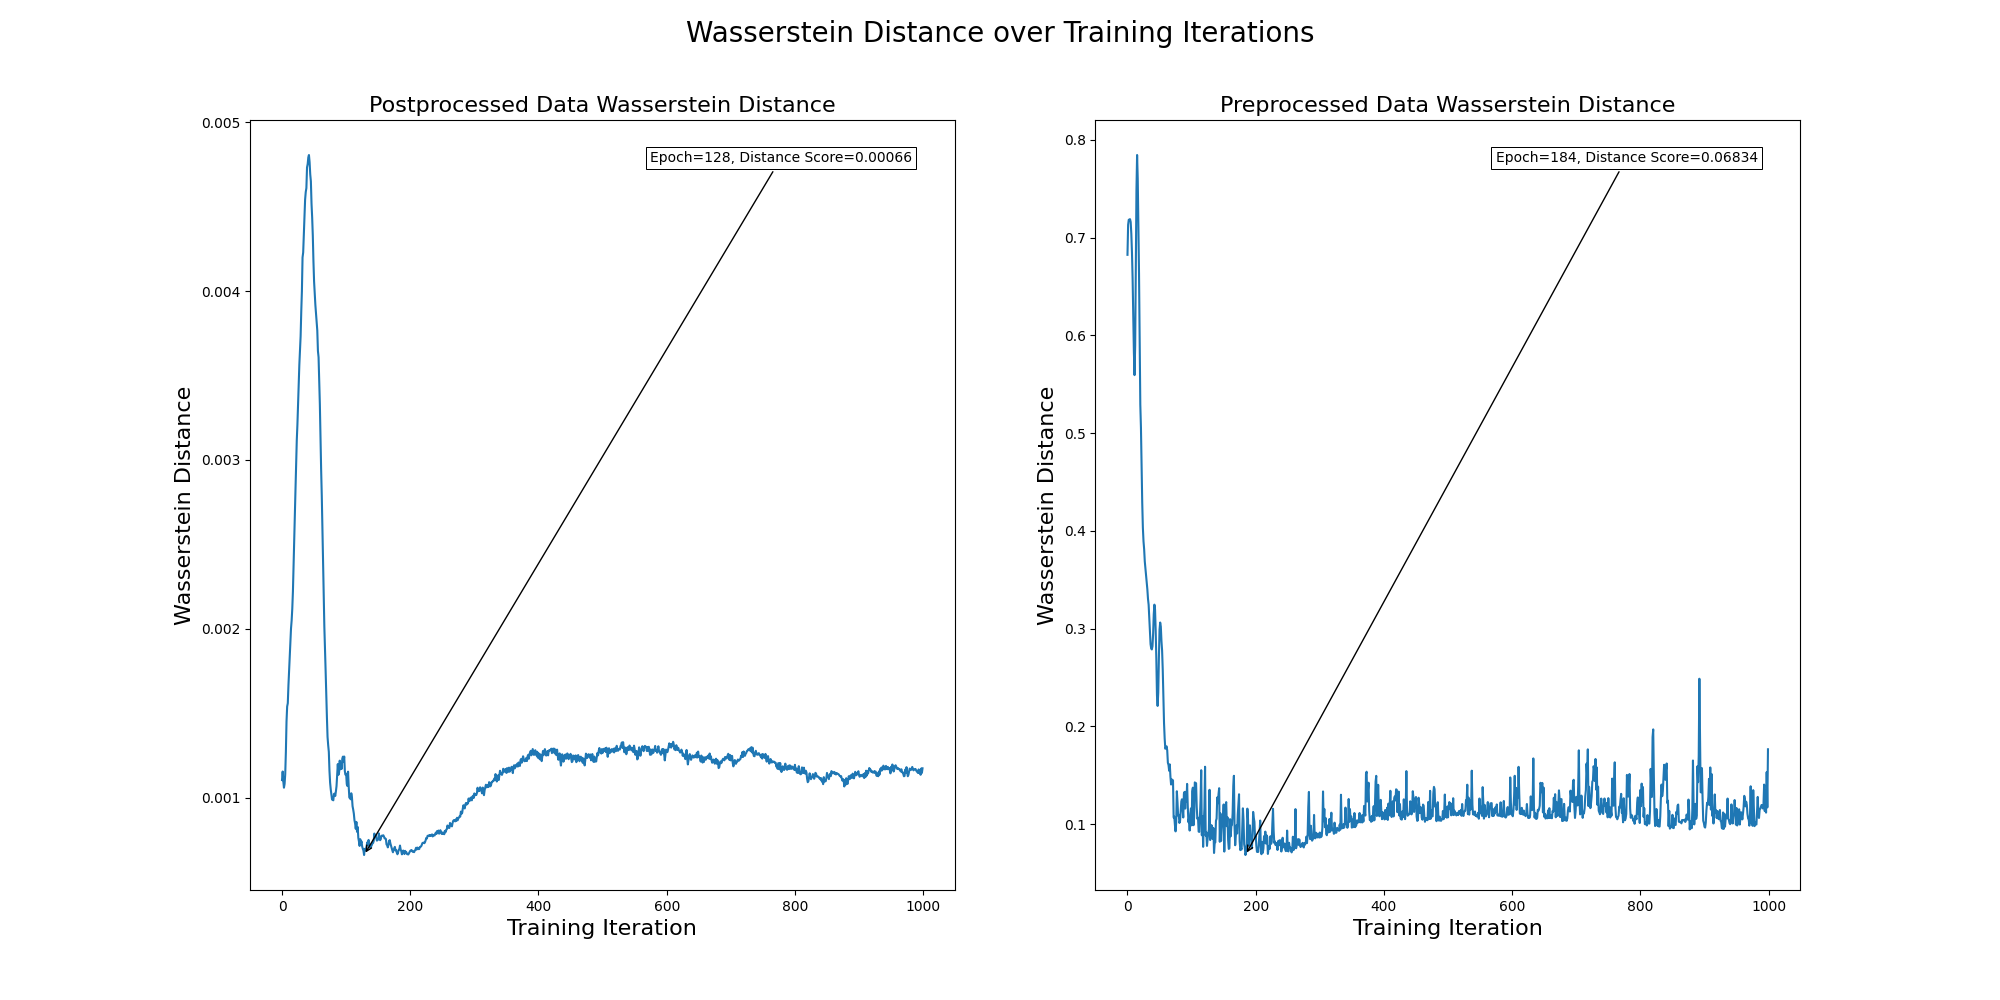 Wasserstein Distance over Training Iterations
Postprocessed Data Wasserstein Distance
Epoch=128, Distance Score=0.00066
Wasserstein Distance
0.005
0.004
0.003
0.002
0.001
0 200 400 600 800 1000
Training Iteration
Preprocessed Data Wasserstein Distance
Epoch=184, Distance Score=0.06834
Wasserstein Distance
0.8
0.7
0.6
0.5
0.4
0.3
0.2
0.1
0 200 400 600 800 1000
Training Iteration